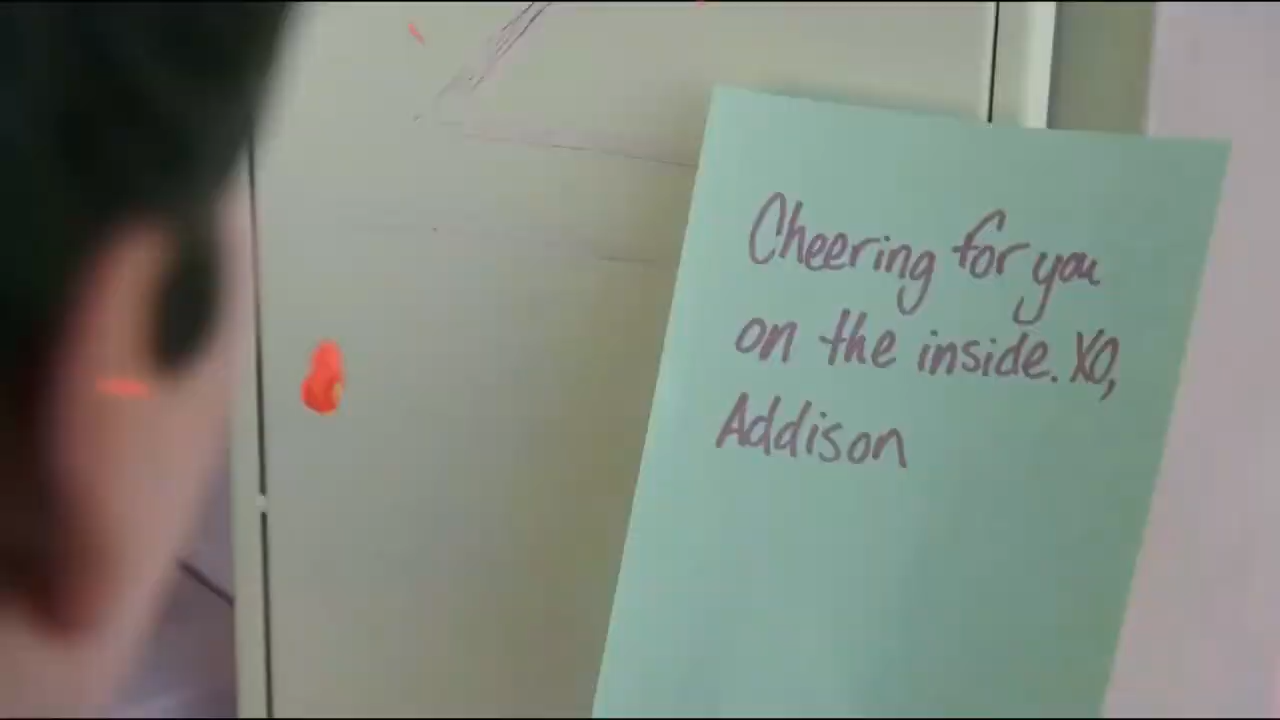 Cheering for you
on the inside. XO,
Addison